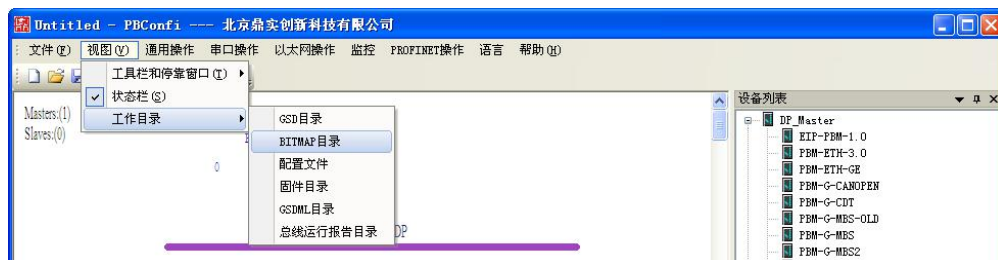 Untitled - PBConfi --- 北京鼎实创新科技有限公司
文件(F) 视图(V) 通用操作 串口操作 以太网操作 监控 PROFINET操作 语言 帮助(H)
工具栏和停靠窗口(T)
状态栏(S)
工作目录
GSD目录
BITMAP目录
配置文件
固件目录
GSDML目录
总线运行报告目录
Masters:(1)
Slaves:(0)
0
DP
设备列表
DP_Master
EIP-PBM-1.0
PBM-ETH-3.0
PBM-ETH-GE
PBM-G-CANOPEN
PBM-G-CDT
PBM-G-MBS-OLD
PBM-G-MBS
PBM-G-MBS2